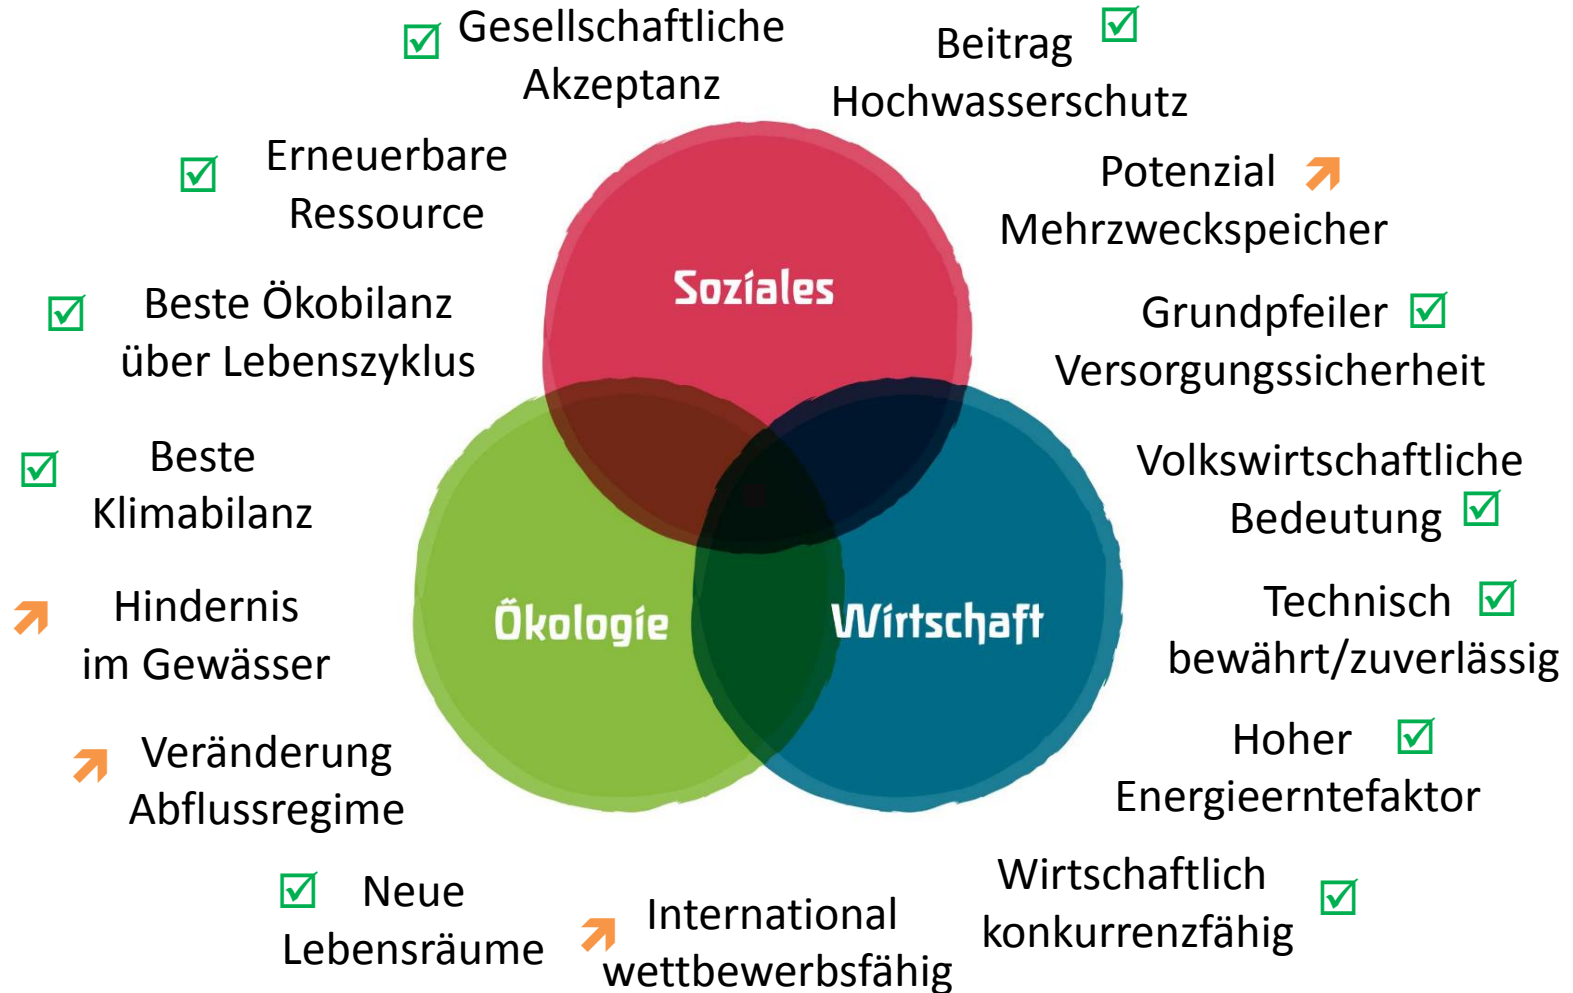 Gesellschaftliche
Akzeptanz
Beitrag
Hochwasserschutz
Erneuerbare
Ressource
Potenzial
Mehrzweckspeicher
Beste Ökobilanz
über Lebenszyklus
Soziales
Grundpfeiler
Versorgungssicherheit
Beste
Klimabilanz
Volkswirtschaftliche
Bedeutung
Hindernis
im Gewässer
Ökologie
Wirtschaft
Technisch
bewährt/zuverlässig
Veränderung
Abflussregime
Hoher
Energieerntefaktor
Neue
Lebensräume
International
wettbewerbsfähig
Wirtschaftlich
konkurrenzfähig